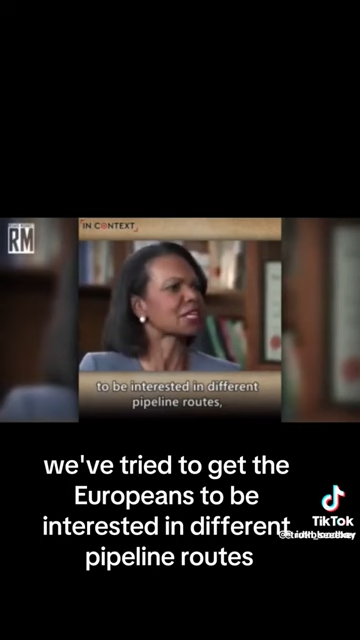 RM
IN CONTEXT
to be interested in different
pipeline routes,
we've tried to get the
Europeans to be
interested in different
pipeline routes
TikTok